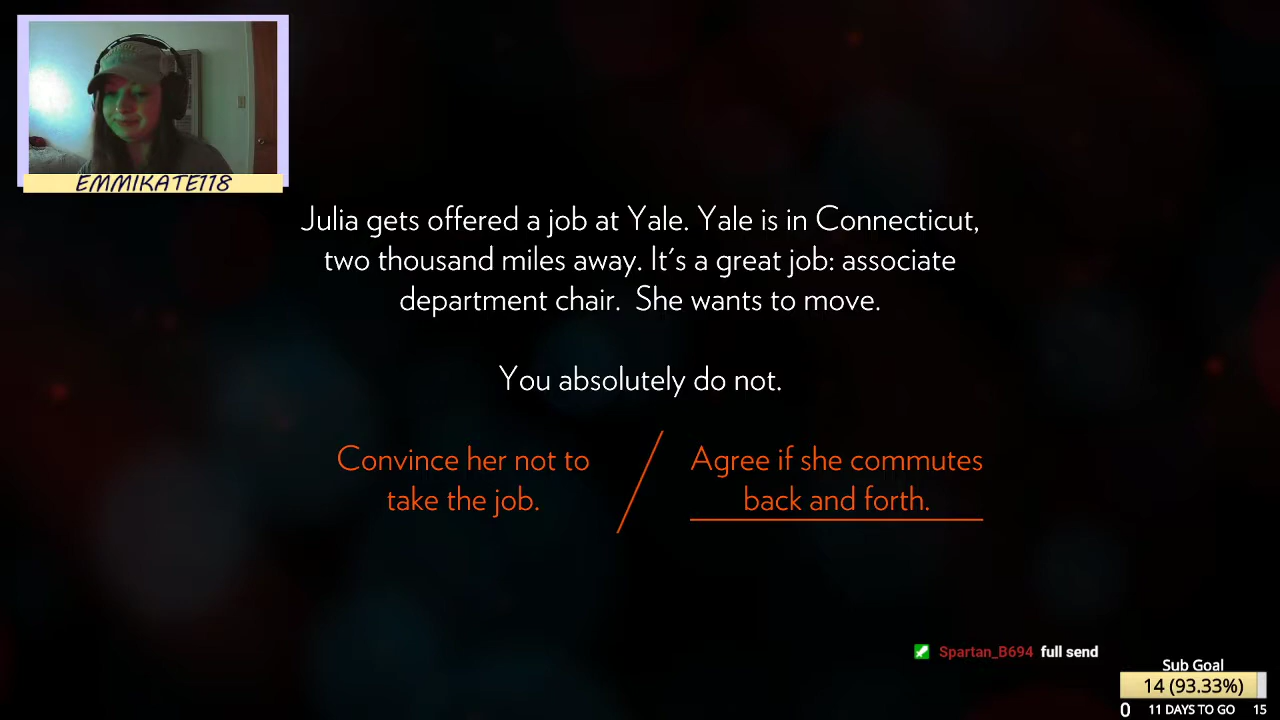 EMMIKATE118
Julia gets offered a job at Yale. Yale is in Connecticut,
two thousand miles away. It's a great job: associate
department chair.  She wants to move.
You absolutely do not.
Convince her not to
take the job.
Agree if she commutes
back and forth.
Spartan_B694 full send
Sub Goal
14 (93.33%)
0 11 DAYS TO GO 15